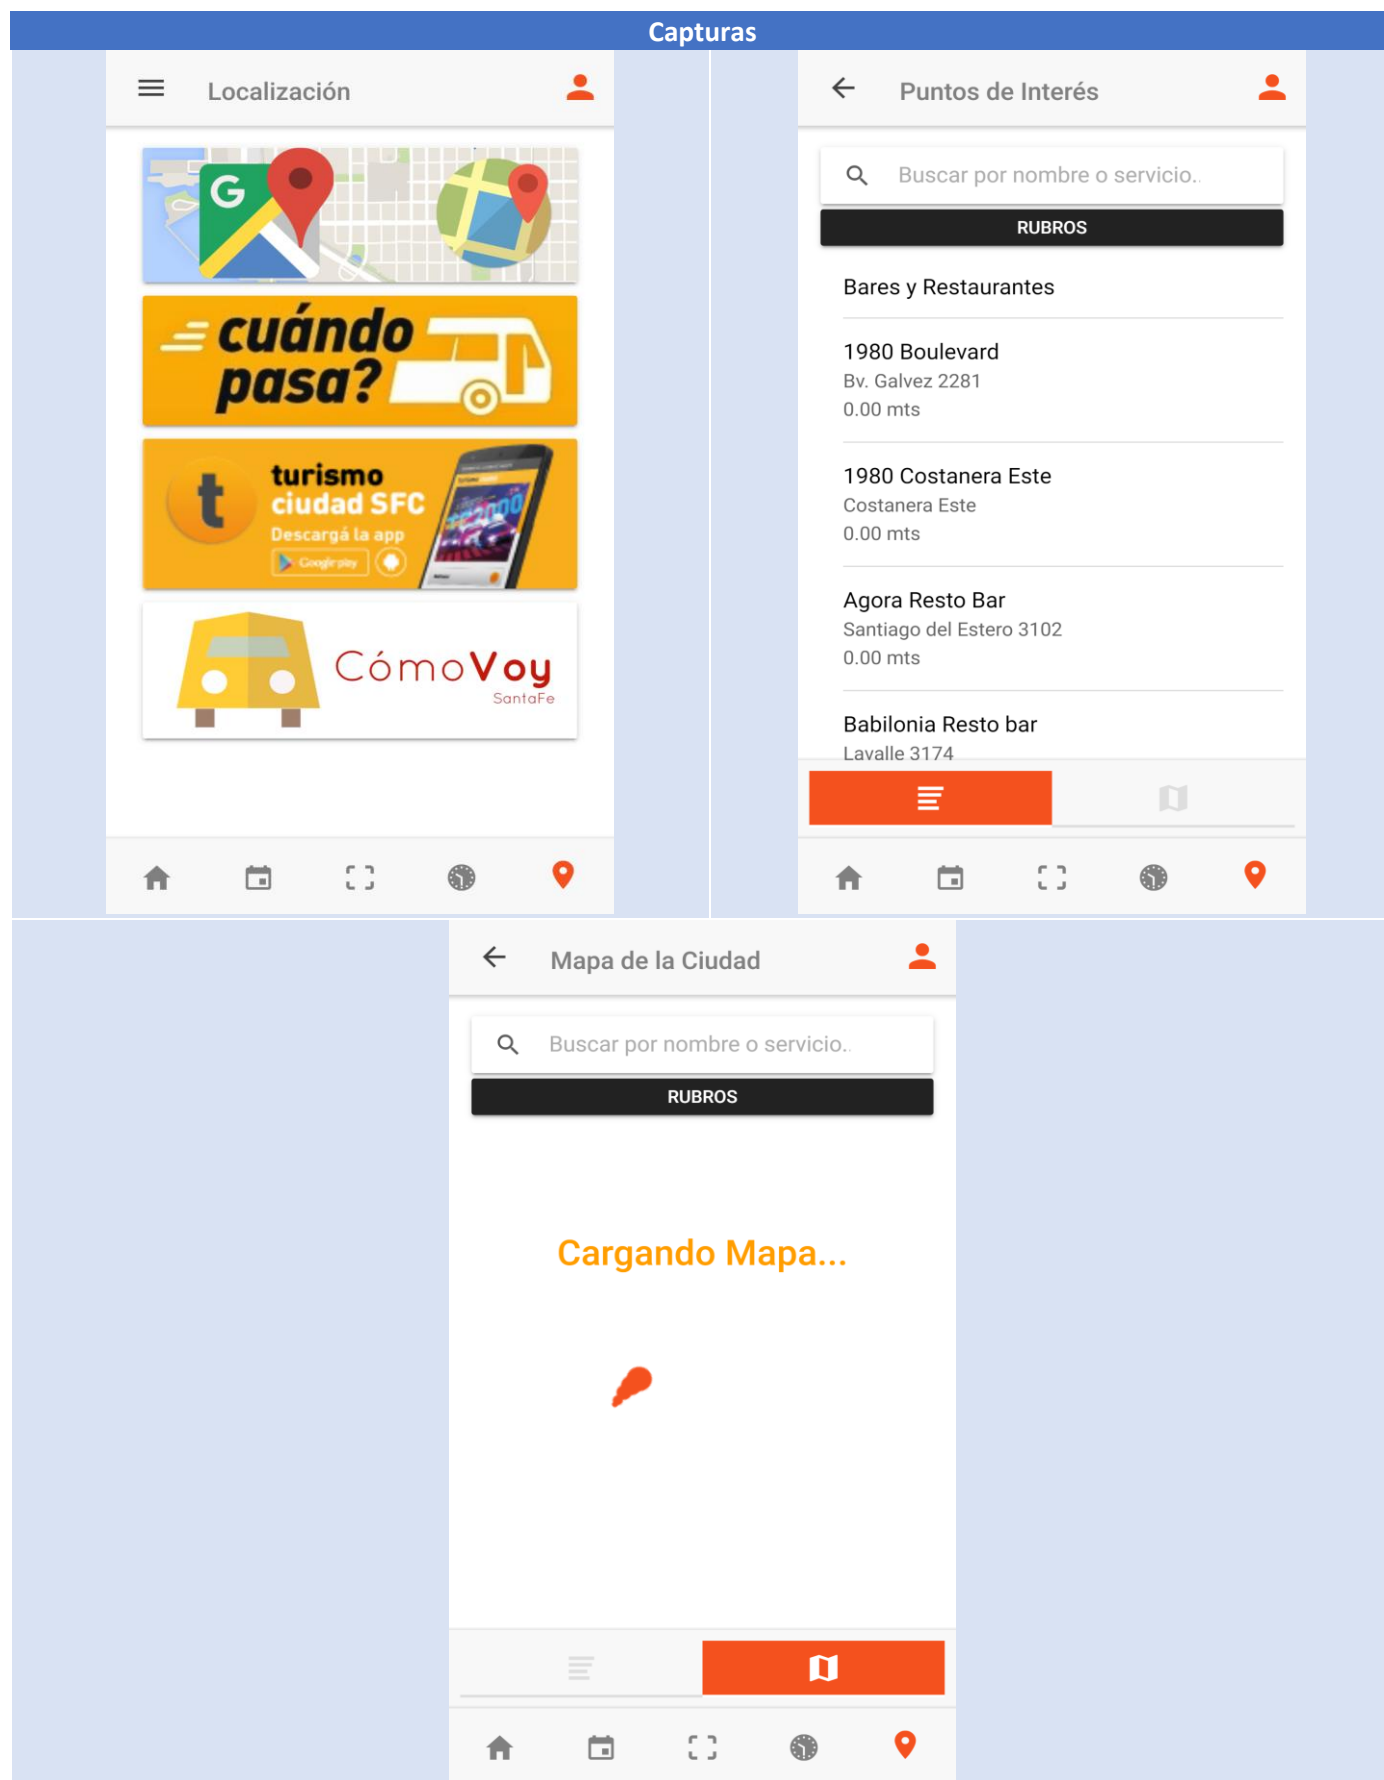 Capturas
Localización
G
cuándo
pasa?
t
turismo
ciudad SFC
Descargá la app
Google play
tc2000
CómoVoy
SantaFe
Puntos de Interés
Buscar por nombre o servicio..
RUBROS
Bares y Restaurantes
1980 Boulevard
Bv. Galvez 2281
0.00 mts
1980 Costanera Este
Costanera Este
0.00 mts
Agora Resto Bar
Santiago del Estero 3102
0.00 mts
Babilonia Resto bar
Lavalle 3174
Mapa de la Ciudad
Buscar por nombre o servicio..
RUBROS
Cargando Mapa...